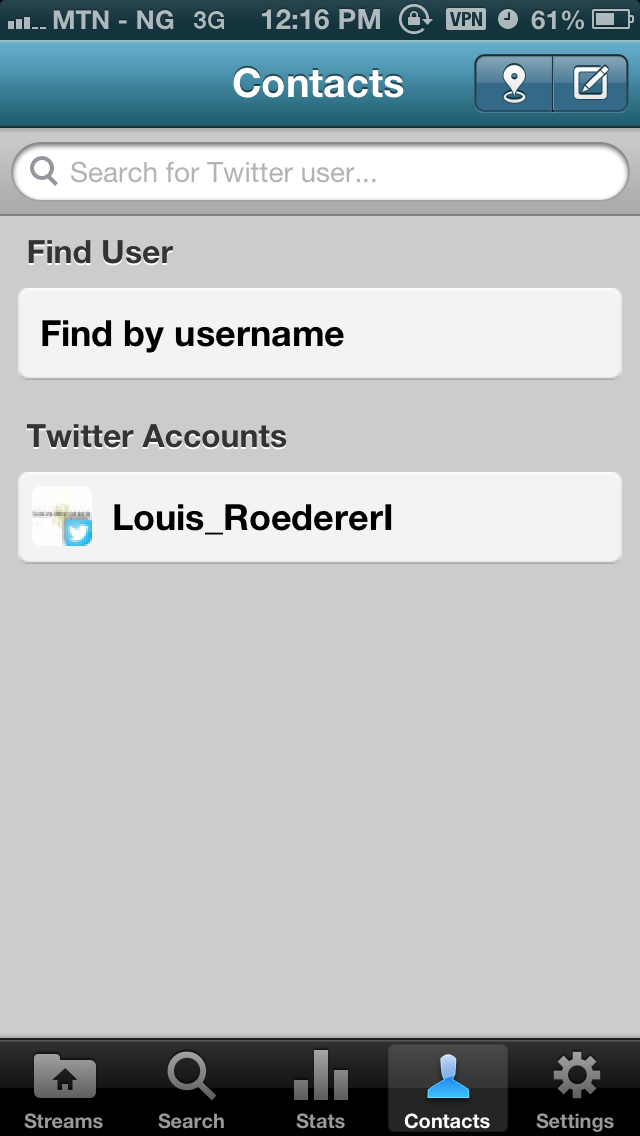 MTN - NG 3G 12:16 PM VPN 61%
Contacts
Search for Twitter user...
Find User
Find by username
Twitter Accounts
Louis_Roedererl
Streams Search Stats Contacts Settings